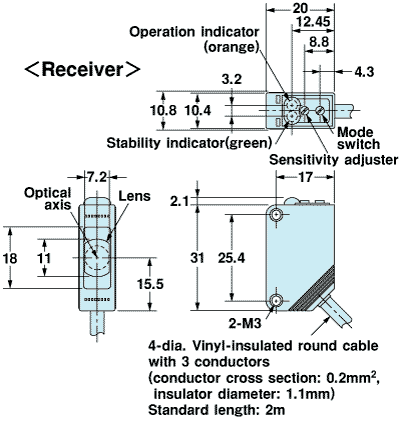 20
12.45
Operation indicator
(orange)
8.8
<Receiver>
3.2
4.3
10.8
10.4
Mode
switch
Stability indicator(green)
Sensitivity adjuster
7.2
Optical
axis
Lens
17
2.1
18
11
31
25.4
15.5
2-M3
4-dia. Vinyl-insulated round cable
with 3 conductors
(conductor cross section: 0.2mm²,
insulator diameter: 1.1mm)
Standard length: 2m